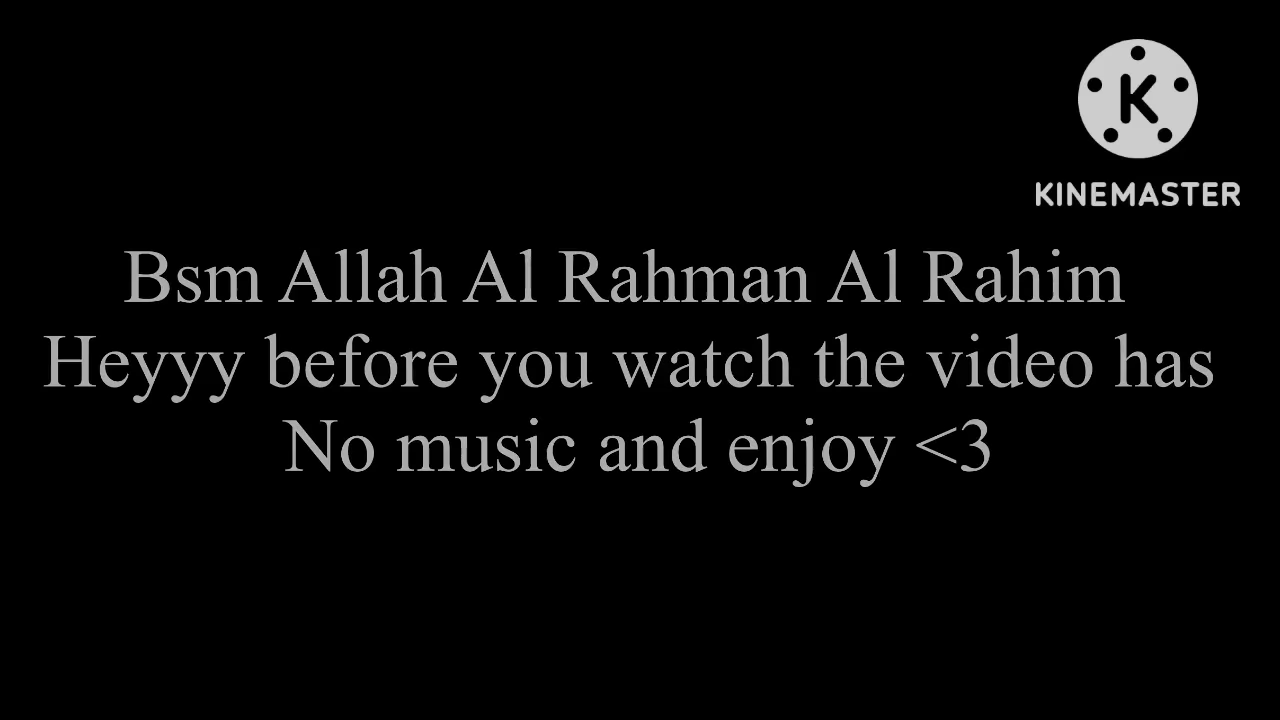 K
KINEMASTER
Bsm Allah Al Rahman Al Rahim
Heyyy before you watch the video has
No music and enjoy <3